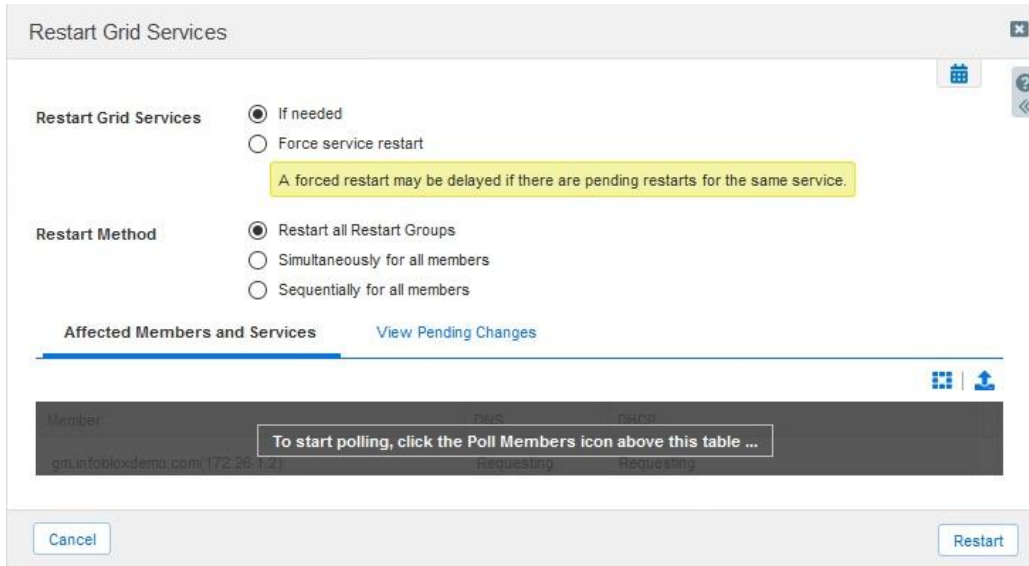 Restart Grid Services
Restart Grid Services
If needed
Force service restart
A forced restart may be delayed if there are pending restarts for the same service.
Restart Method
Restart all Restart Groups
Simultaneously for all members
Sequentially for all members
Affected Members and Services View Pending Changes
Member DNS DHCP
To start polling, click the Poll Members icon above this table ...
gm.infobloxdemo.com(172.26.1.2) Requesting Requesting
Cancel Restart